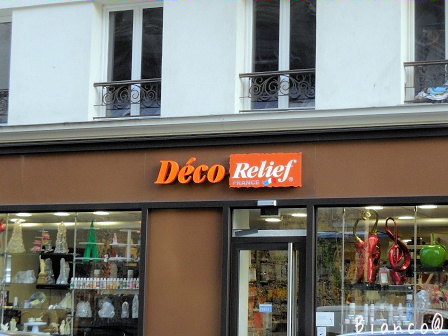 Déco Relief
FRANCE ®
Bianco@